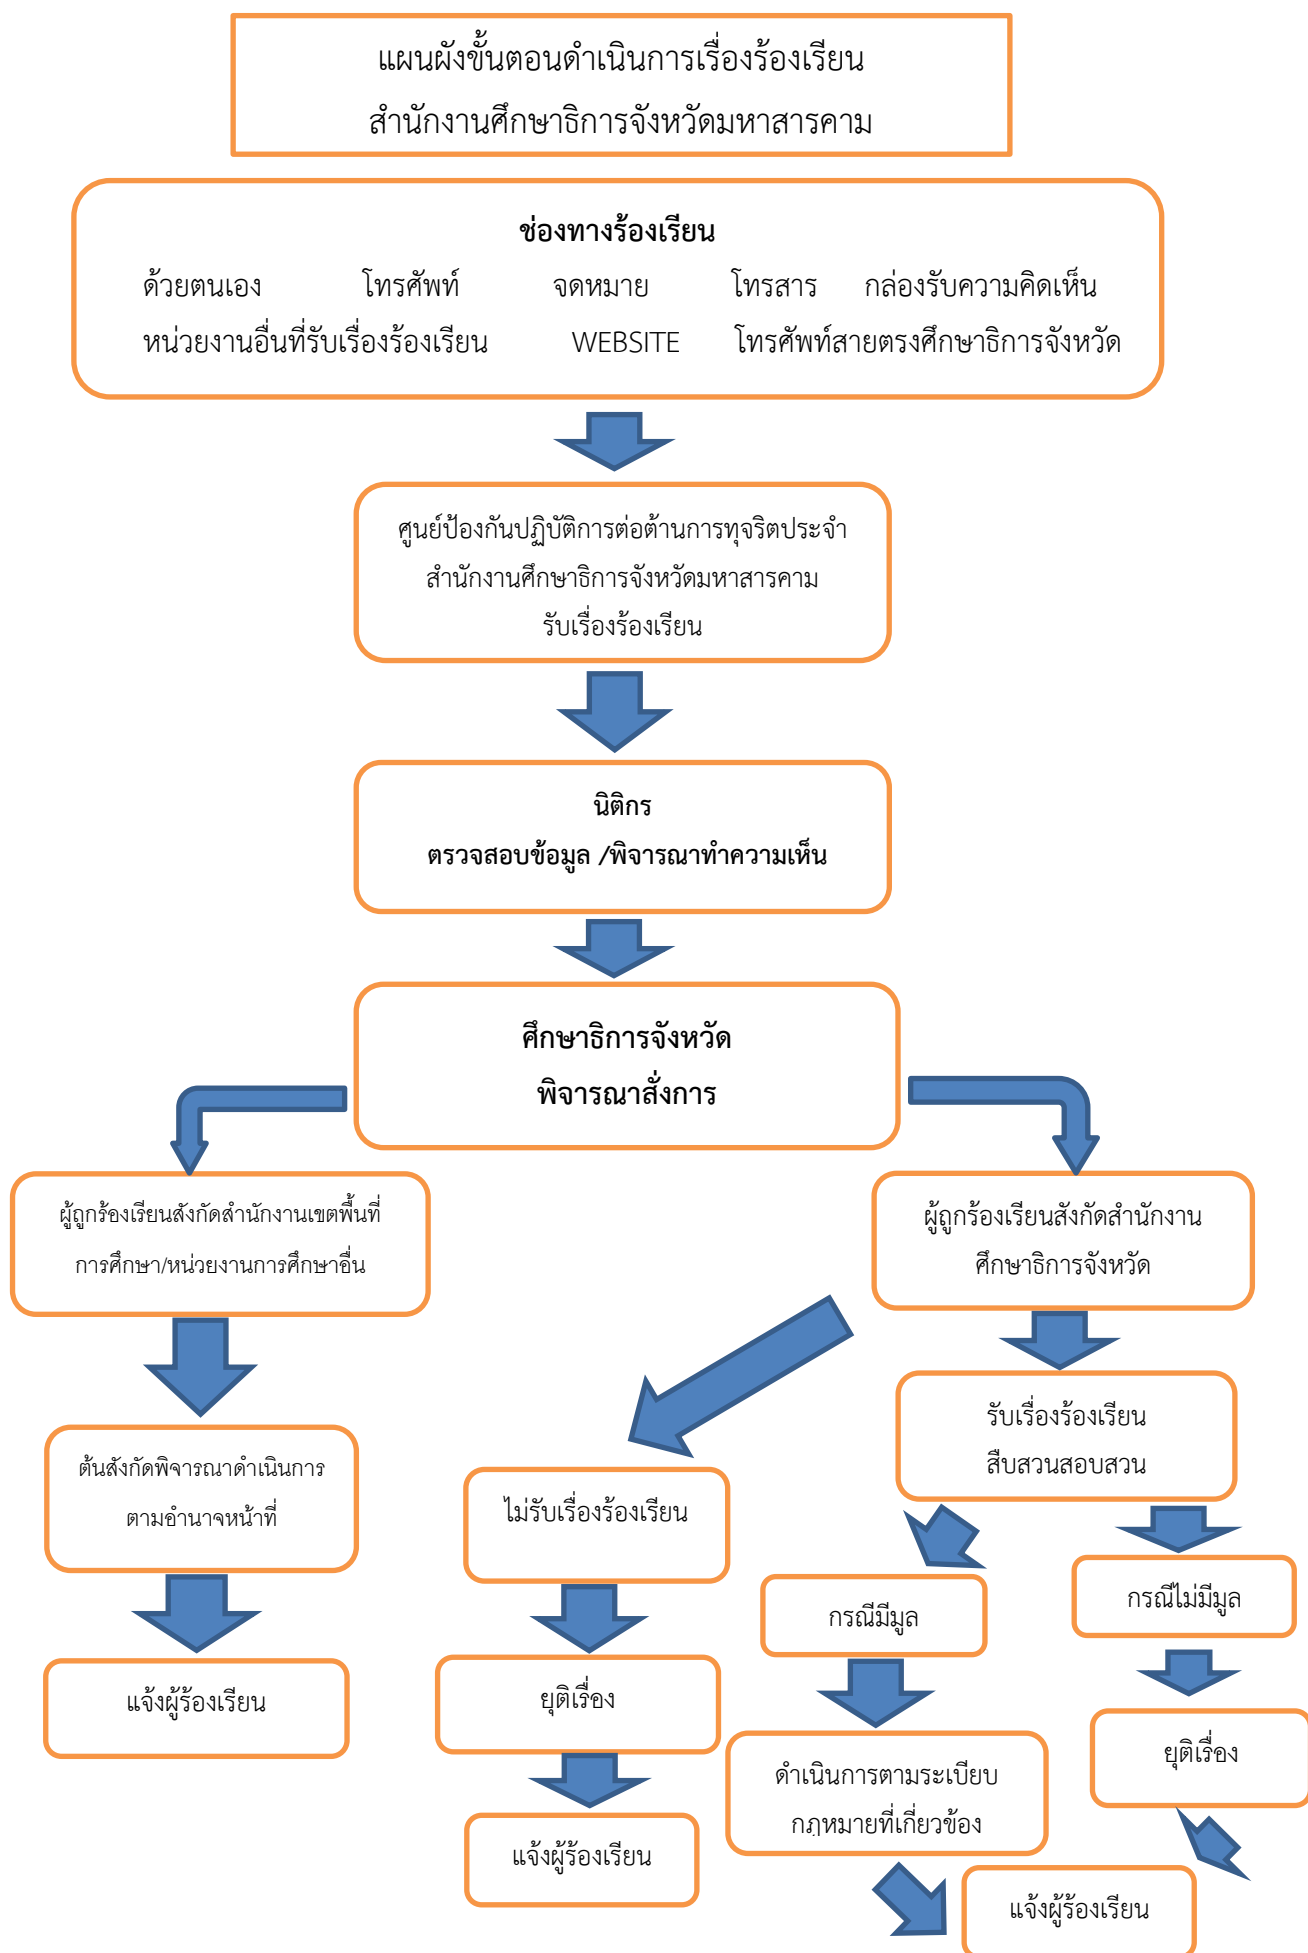 แผนผังขั้นตอนดำเนินการเรื่องร้องเรียน
สำนักงานศึกษาธิการจังหวัดมหาสารคาม
ช่องทางร้องเรียน
ด้วยตนเอง โทรศัพท์ จดหมาย โทรสาร กล่องรับความคิดเห็น
หน่วยงานอื่นที่รับเรื่องร้องเรียน WEBSITE โทรศัพท์สายตรงศึกษาธิการจังหวัด
ศูนย์ป้องกันปฏิบัติการต่อต้านการทุจริตประจำ
สำนักงานศึกษาธิการจังหวัดมหาสารคาม
รับเรื่องร้องเรียน
นิติกร
ตรวจสอบข้อมูล /พิจารณาทำความเห็น
ศึกษาธิการจังหวัด
พิจารณาสั่งการ
ผู้ถูกร้องเรียนสังกัดสำนักงานเขตพื้นที่
การศึกษา/หน่วยงานการศึกษาอื่น
ต้นสังกัดพิจารณาดำเนินการ
ตามอำนาจหน้าที่
แจ้งผู้ร้องเรียน
ผู้ถูกร้องเรียนสังกัดสำนักงาน
ศึกษาธิการจังหวัด
ไม่รับเรื่องร้องเรียน
ยุติเรื่อง
แจ้งผู้ร้องเรียน
รับเรื่องร้องเรียน
สืบสวนสอบสวน
กรณีมีมูล
ดำเนินการตามระเบียบ
กฎหมายที่เกี่ยวข้อง
กรณีไม่มีมูล
ยุติเรื่อง
แจ้งผู้ร้องเรียน